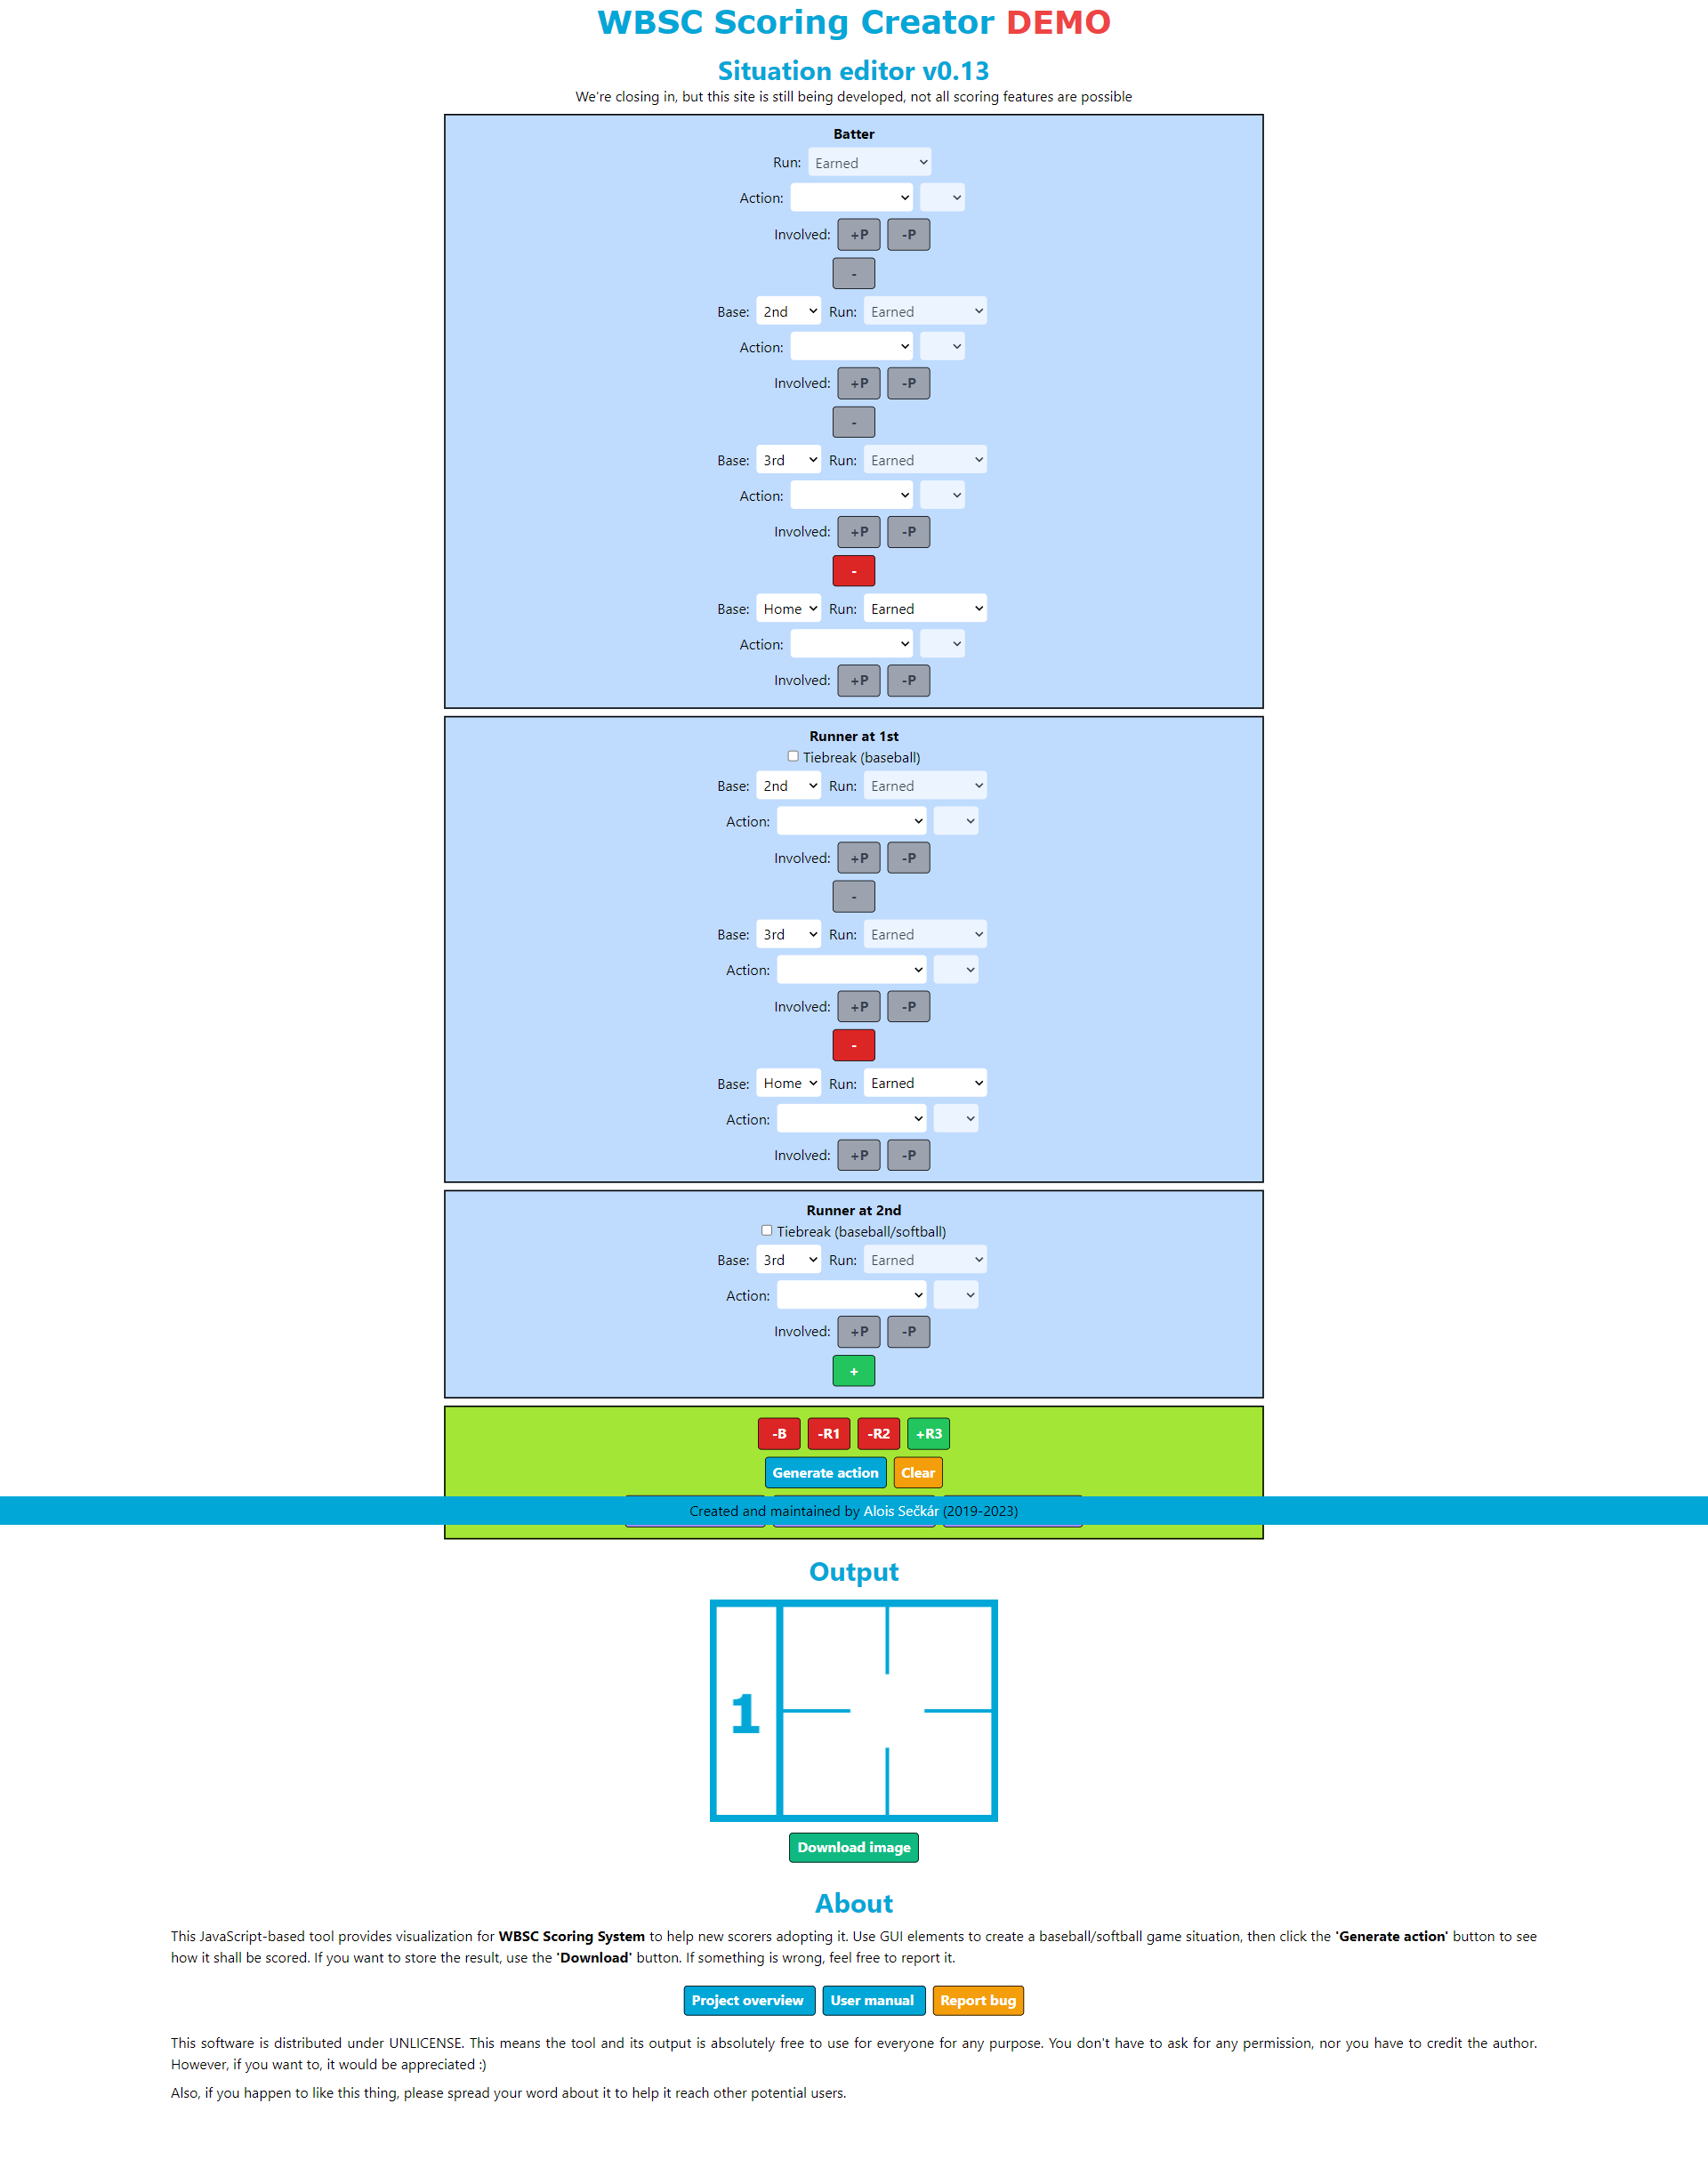 WBSC Scoring Creator DEMO
Situation editor v0.13
We're closing in, but this site is still being developed, not all scoring features are possible
Batter
Run: Earned
Action:
Involved: +P -P
-
Base: 2nd Run: Earned
Action:
Involved: +P -P
-
Base: 3rd Run: Earned
Action:
Involved: +P -P
-
Base: Home Run: Earned
Action:
Involved: +P -P
Runner at 1st
Tiebreak (baseball)
Base: 2nd Run: Earned
Action:
Involved: +P -P
-
Base: 3rd Run: Earned
Action:
Involved: +P -P
-
Base: Home Run: Earned
Action:
Involved: +P -P
Runner at 2nd
Tiebreak (baseball/softball)
Base: 3rd Run: Earned
Action:
Involved: +P -P
+
-B -R1 -R2 +R3
Generate action Clear
Created and maintained by Alois Sečkár (2019-2023)
Output
1
Download image
About
This JavaScript-based tool provides visualization for WBSC Scoring System to help new scorers adopting it. Use GUI elements to create a baseball/softball game situation, then click the 'Generate action' button to see
how it shall be scored. If you want to store the result, use the 'Download' button. If something is wrong, feel free to report it.
Project overview User manual Report bug
This software is distributed under UNLICENSE. This means the tool and its output is absolutely free to use for everyone for any purpose. You don't have to ask for any permission, nor you have to credit the author.
However, if you want to, it would be appreciated :)
Also, if you happen to like this thing, please spread your word about it to help it reach other potential users.